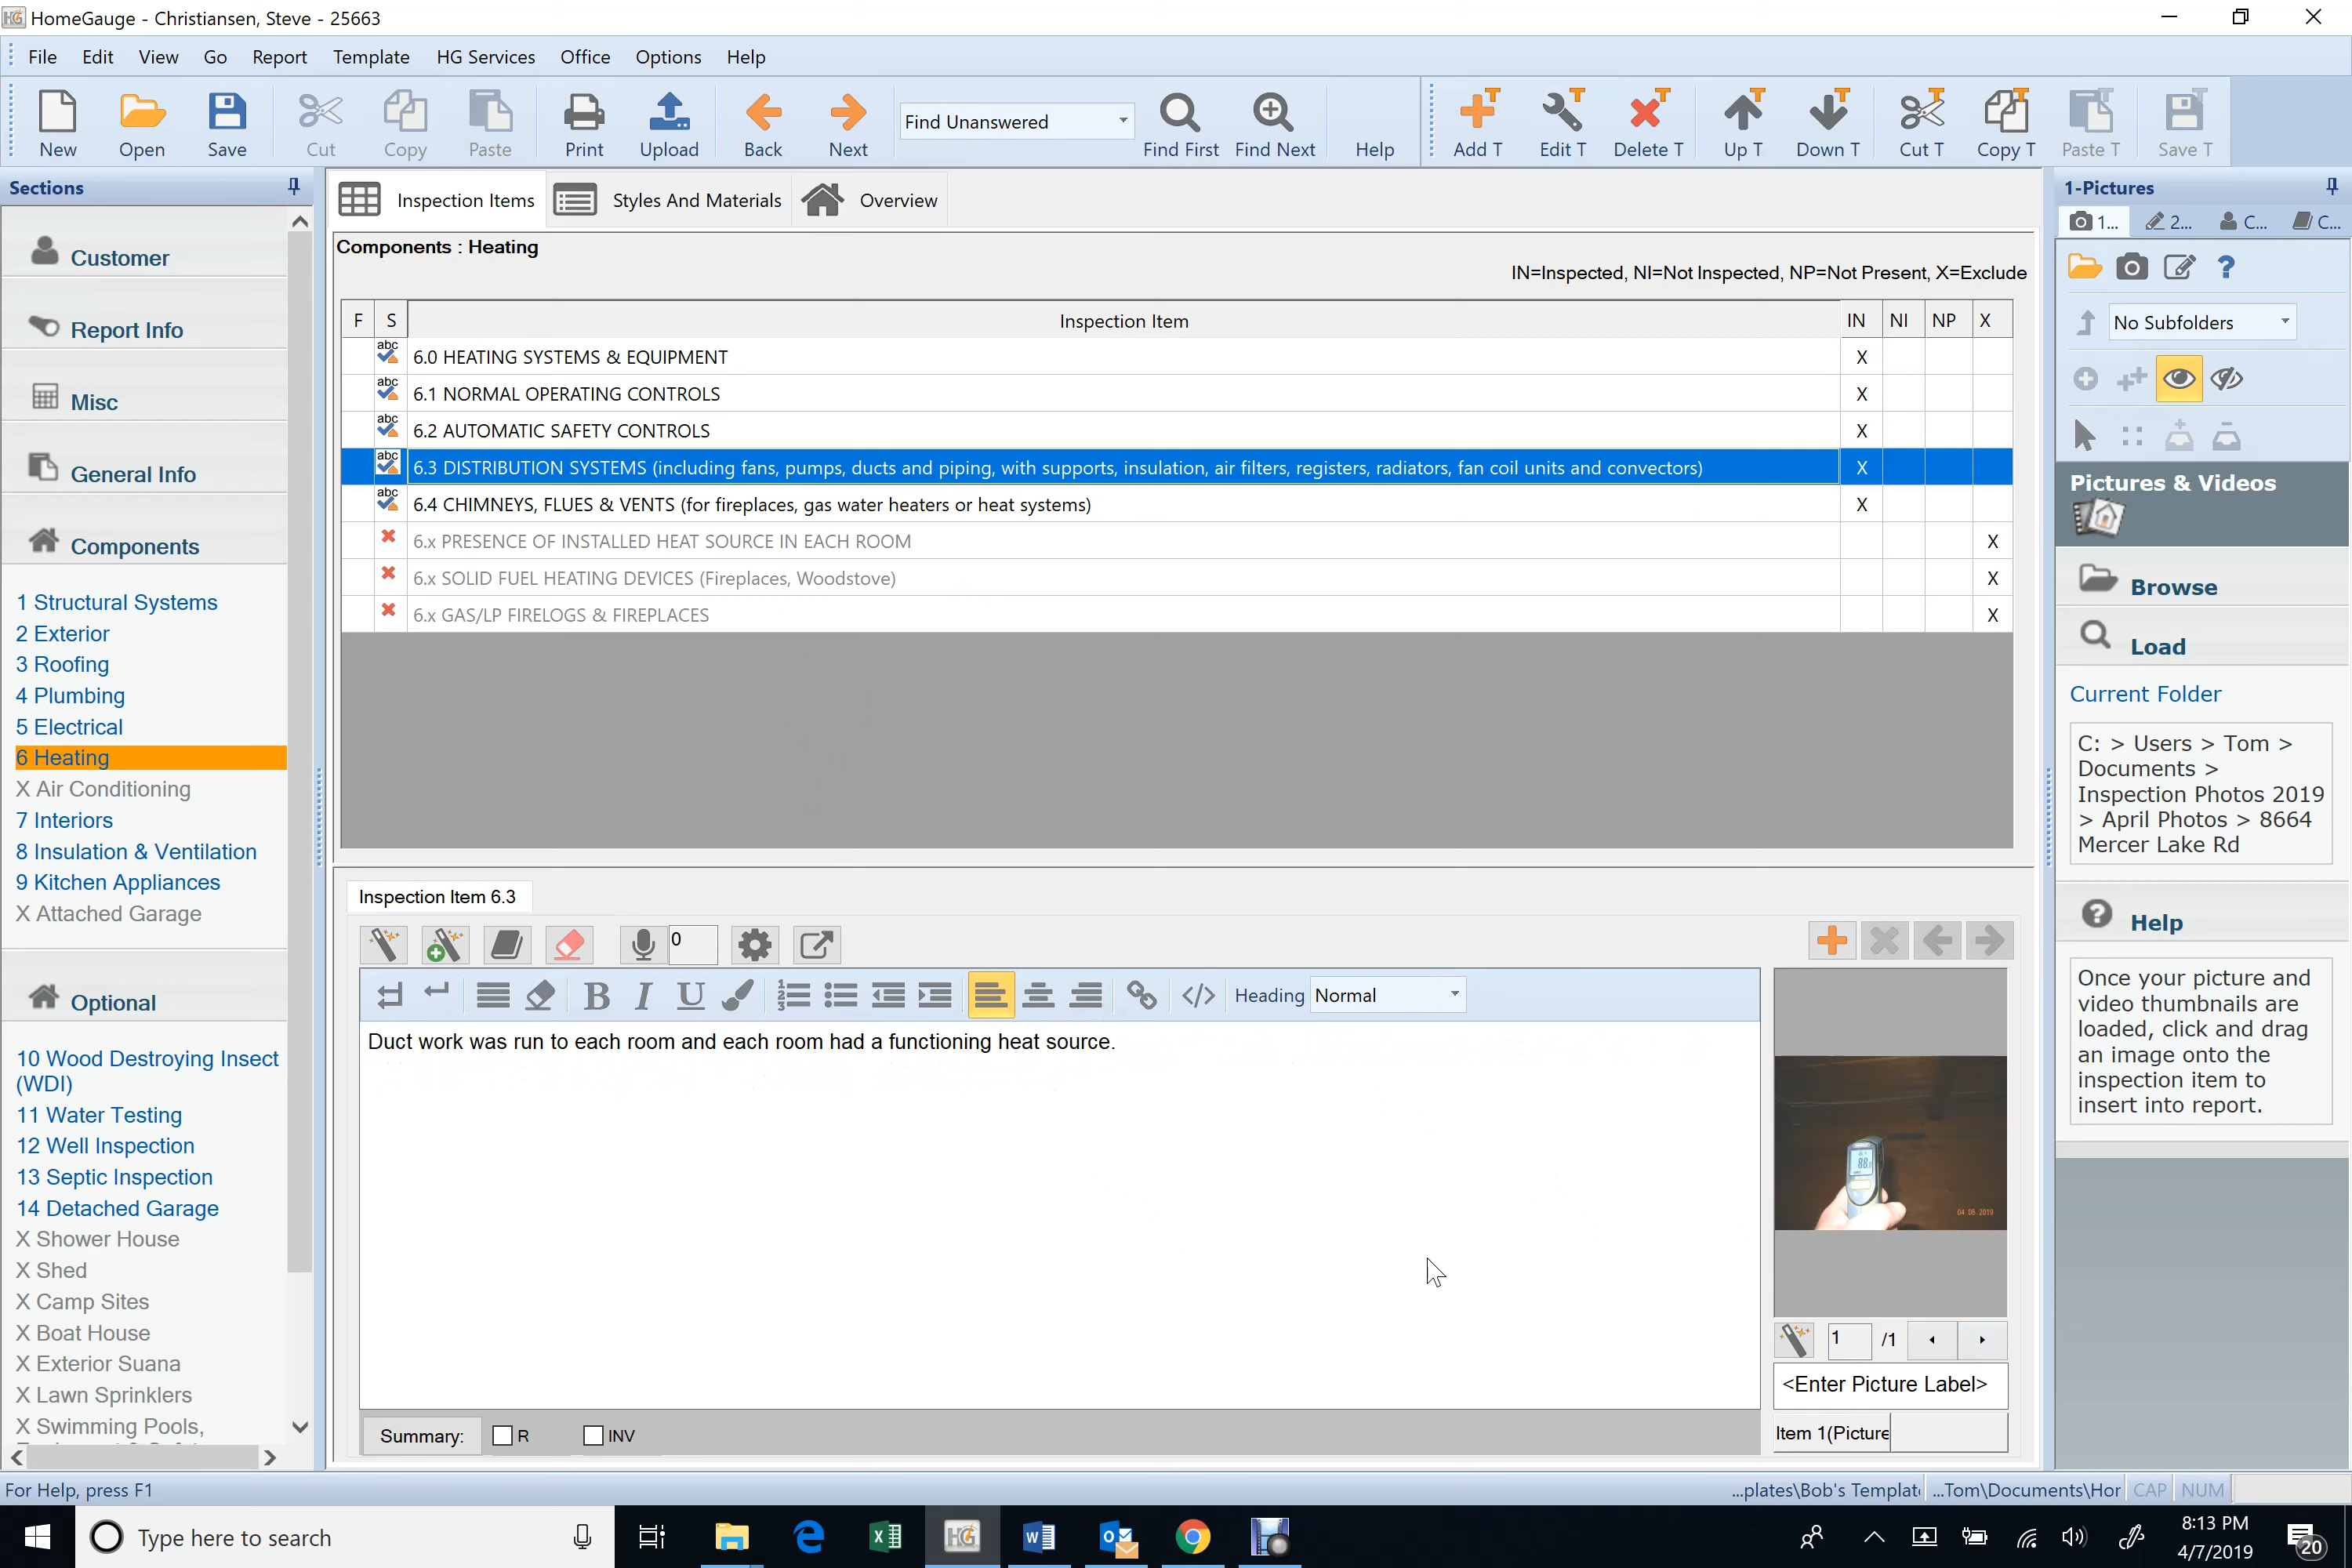 HomeGauge - Christiansen, Steve - 25663
File Edit View Go Report Template HG Services Office Options Help
New Open Save Cut Copy Paste Print Upload Back Next Find Unanswered Find First Find Next Help Add T Edit T Delete T Up T Down T Cut T Copy T Paste T Save T
Sections
Customer
Report Info
Misc
General Info
Components
1 Structural Systems
2 Exterior
3 Roofing
4 Plumbing
5 Electrical
6 Heating
X Air Conditioning
7 Interiors
8 Insulation & Ventilation
9 Kitchen Appliances
X Attached Garage
Optional
10 Wood Destroying Insect
(WDI)
11 Water Testing
12 Well Inspection
13 Septic Inspection
14 Detached Garage
X Shower House
X Shed
X Camp Sites
X Boat House
X Exterior Suana
X Lawn Sprinklers
X Swimming Pools,
Inspection Items Styles And Materials Overview
Components : Heating
IN=Inspected, NI=Not Inspected, NP=Not Present, X=Exclude
F S Inspection Item IN NI NP X
abc 6.0 HEATING SYSTEMS & EQUIPMENT X
abc 6.1 NORMAL OPERATING CONTROLS X
abc 6.2 AUTOMATIC SAFETY CONTROLS X
abc 6.3 DISTRIBUTION SYSTEMS (including fans, pumps, ducts and piping, with supports, insulation, air filters, registers, radiators, fan coil units and convectors) X
abc 6.4 CHIMNEYS, FLUES & VENTS (for fireplaces, gas water heaters or heat systems) X
6.x PRESENCE OF INSTALLED HEAT SOURCE IN EACH ROOM X
6.x SOLID FUEL HEATING DEVICES (Fireplaces, Woodstove) X
6.x GAS/LP FIRELOGS & FIREPLACES X
Inspection Item 6.3
0
B I U Heading Normal
Duct work was run to each room and each room had a functioning heat source.
04 05 2019
1 /1
<Enter Picture Label>
Item 1(Picture
Summary: R INV
1-Pictures
1... 2... C... C...
No Subfolders
Pictures & Videos
Browse
Load
Current Folder
C: > Users > Tom >
Documents >
Inspection Photos 2019
> April Photos > 8664
Mercer Lake Rd
Help
Once your picture and
video thumbnails are
loaded, click and drag
an image onto the
inspection item to
insert into report.
For Help, press F1 ...plates\Bob's Templat ...Tom\Documents\Hor CAP NUM
Type here to search
8:13 PM
4/7/2019
20